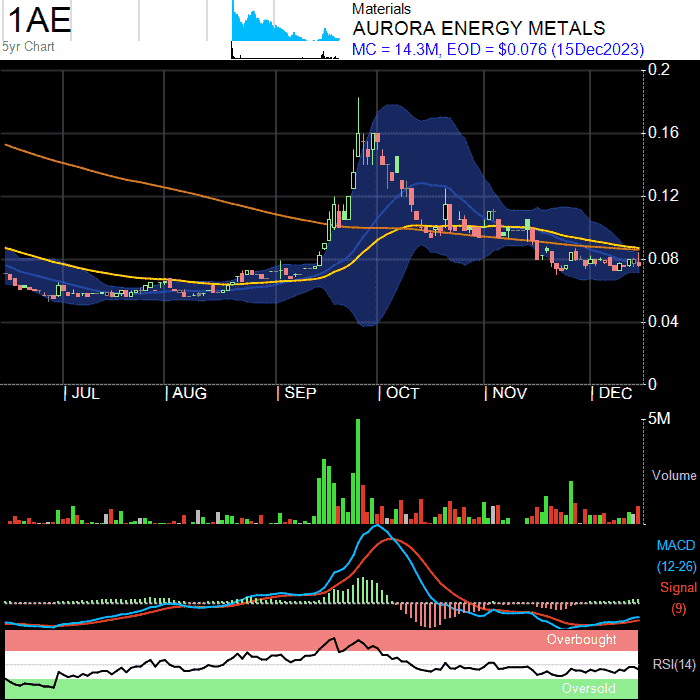 1AE
5yr Chart
Materials
AURORA ENERGY METALS
MC = 14.3M, EOD = $0.076 (15Dec2023)
0.2
0.16
0.12
0.08
0.04
0
| JUL | AUG | SEP | OCT | NOV | DEC
5M
Volume
MACD
(12-26)
Signal
(9)
Overbought
RSI(14)
Oversold